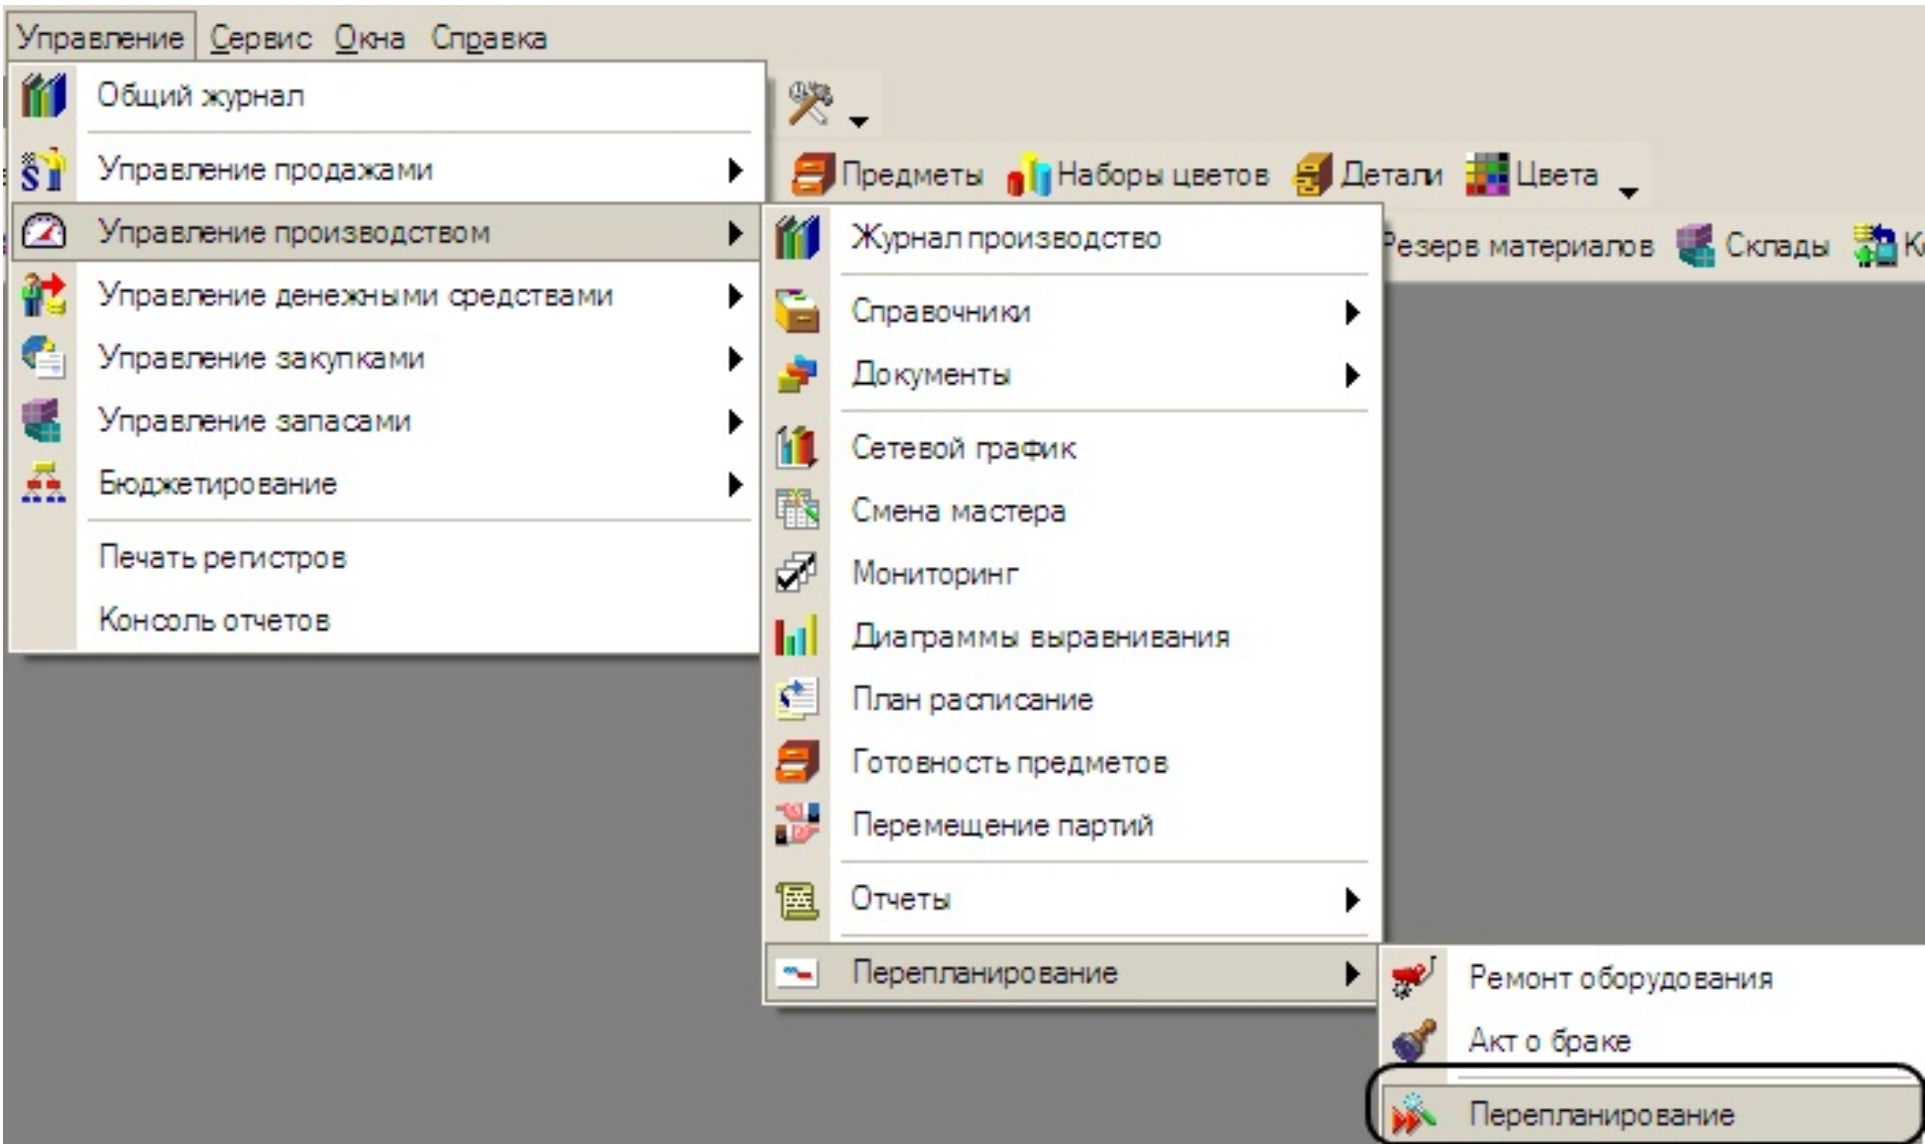 Управление Сервис Окна Справка
Общий журнал
Управление продажами
Предметы Наборы цветов Детали Цвета
Управление производством
Журнал производство
Резерв материалов Склады
Управление денежными средствами
Справочники
Управление закупками
Документы
Управление запасами
Сетевой график
Бюджетирование
Смена мастера
Печать регистров
Мониторинг
Консоль отчетов
Диаграммы выравнивания
План расписание
Готовность предметов
Перемещение партий
Отчеты
Перепланирование
Ремонт оборудования
Акт о браке
Перепланирование